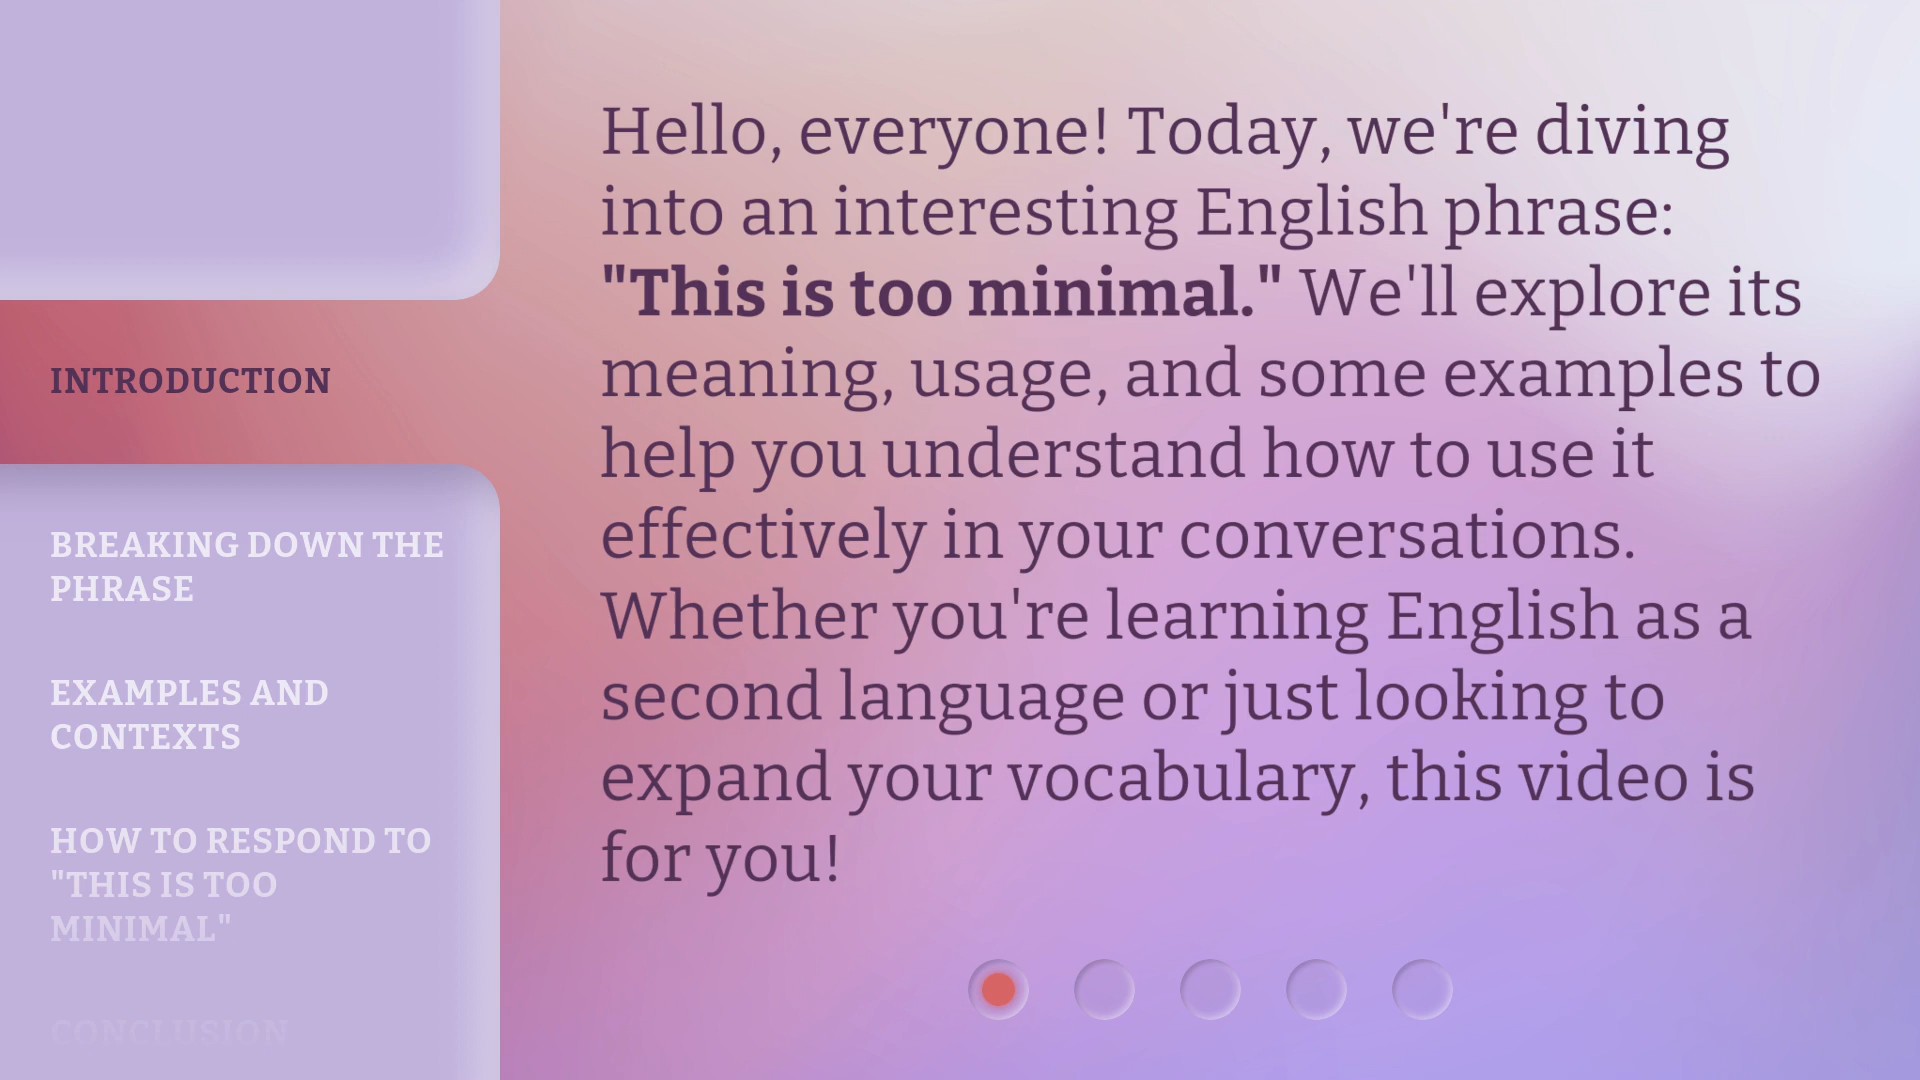 INTRODUCTION
BREAKING DOWN THE
PHRASE
EXAMPLES AND
CONTEXTS
HOW TO RESPOND TO
"THIS IS TOO
MINIMAL"
CONCLUSION
Hello, everyone! Today, we're diving
into an interesting English phrase:
"This is too minimal." We'll explore its
meaning, usage, and some examples to
help you understand how to use it
effectively in your conversations.
Whether you're learning English as a
second language or just looking to
expand your vocabulary, this video is
for you!